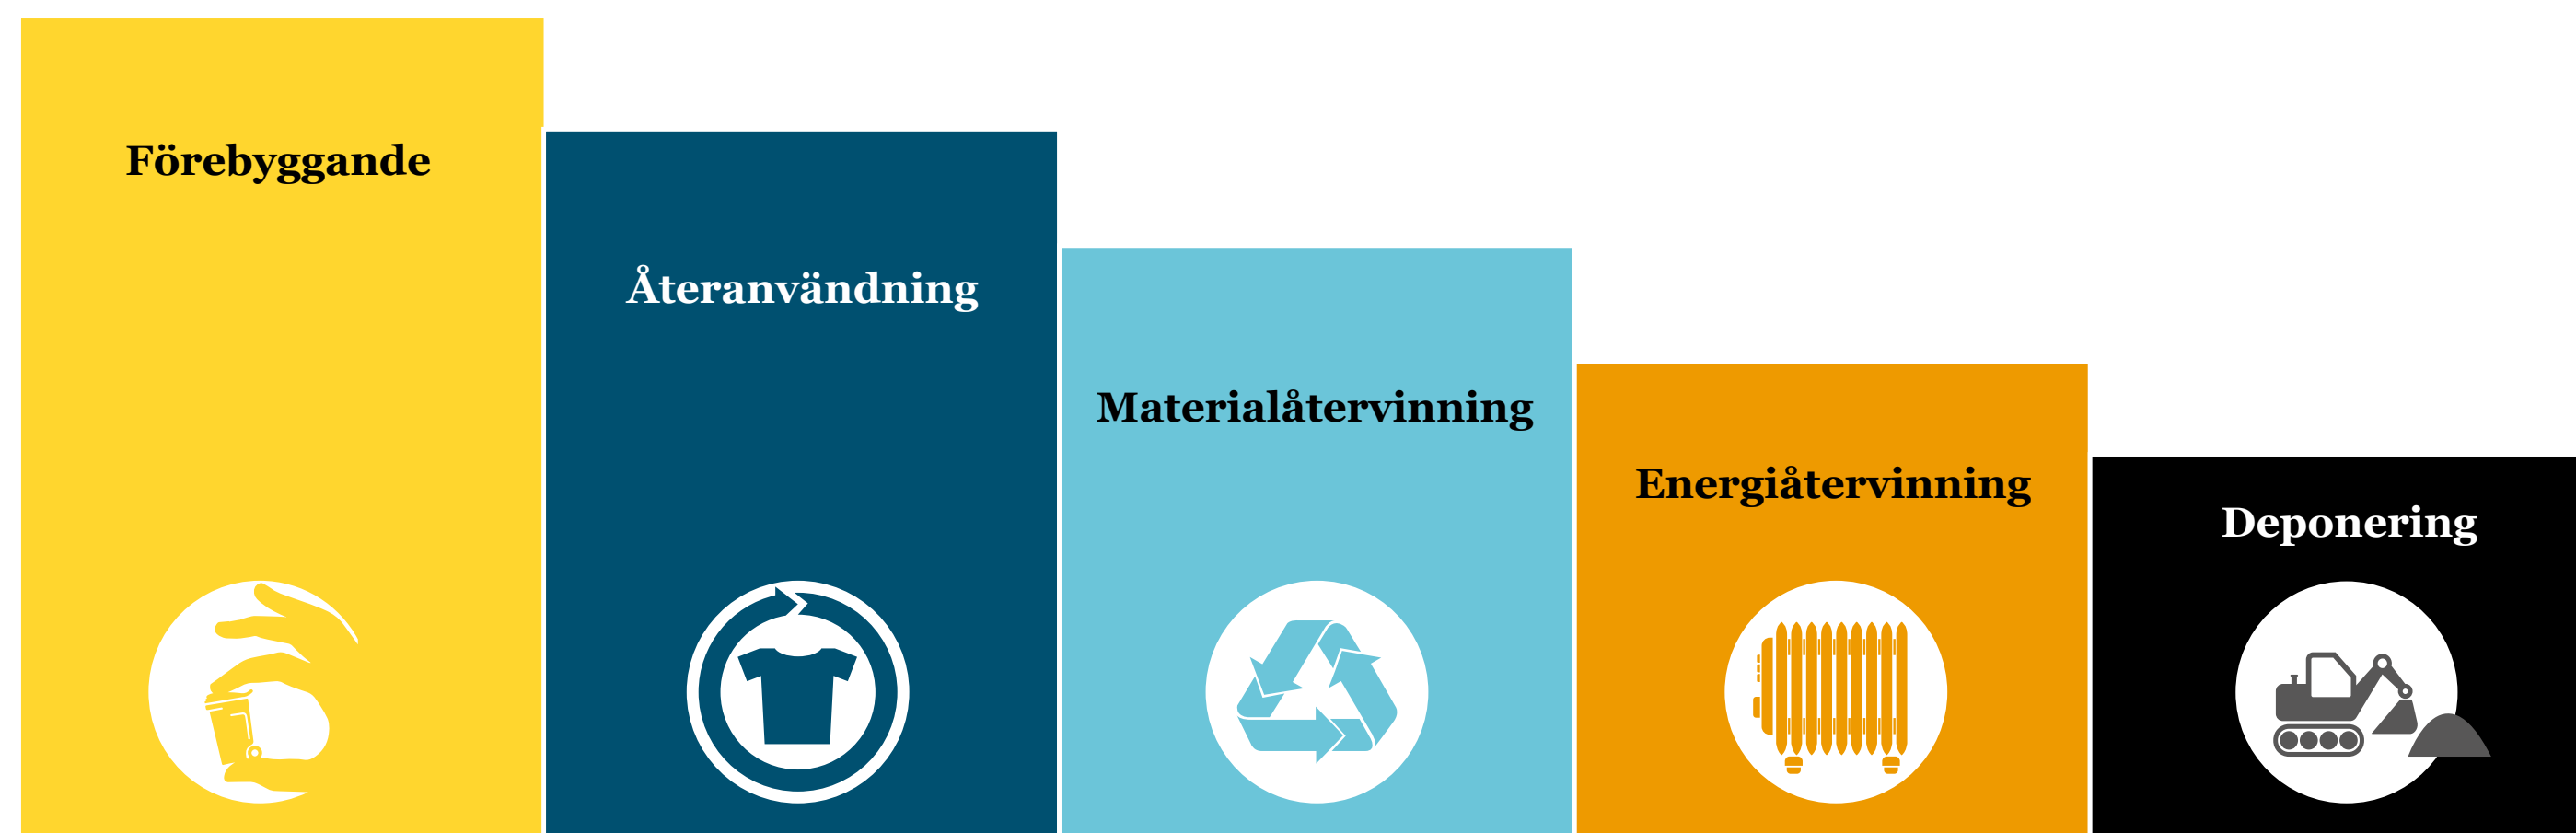 Förebyggande
Återanvändning
Materialåtervinning
Energiåtervinning
Deponering